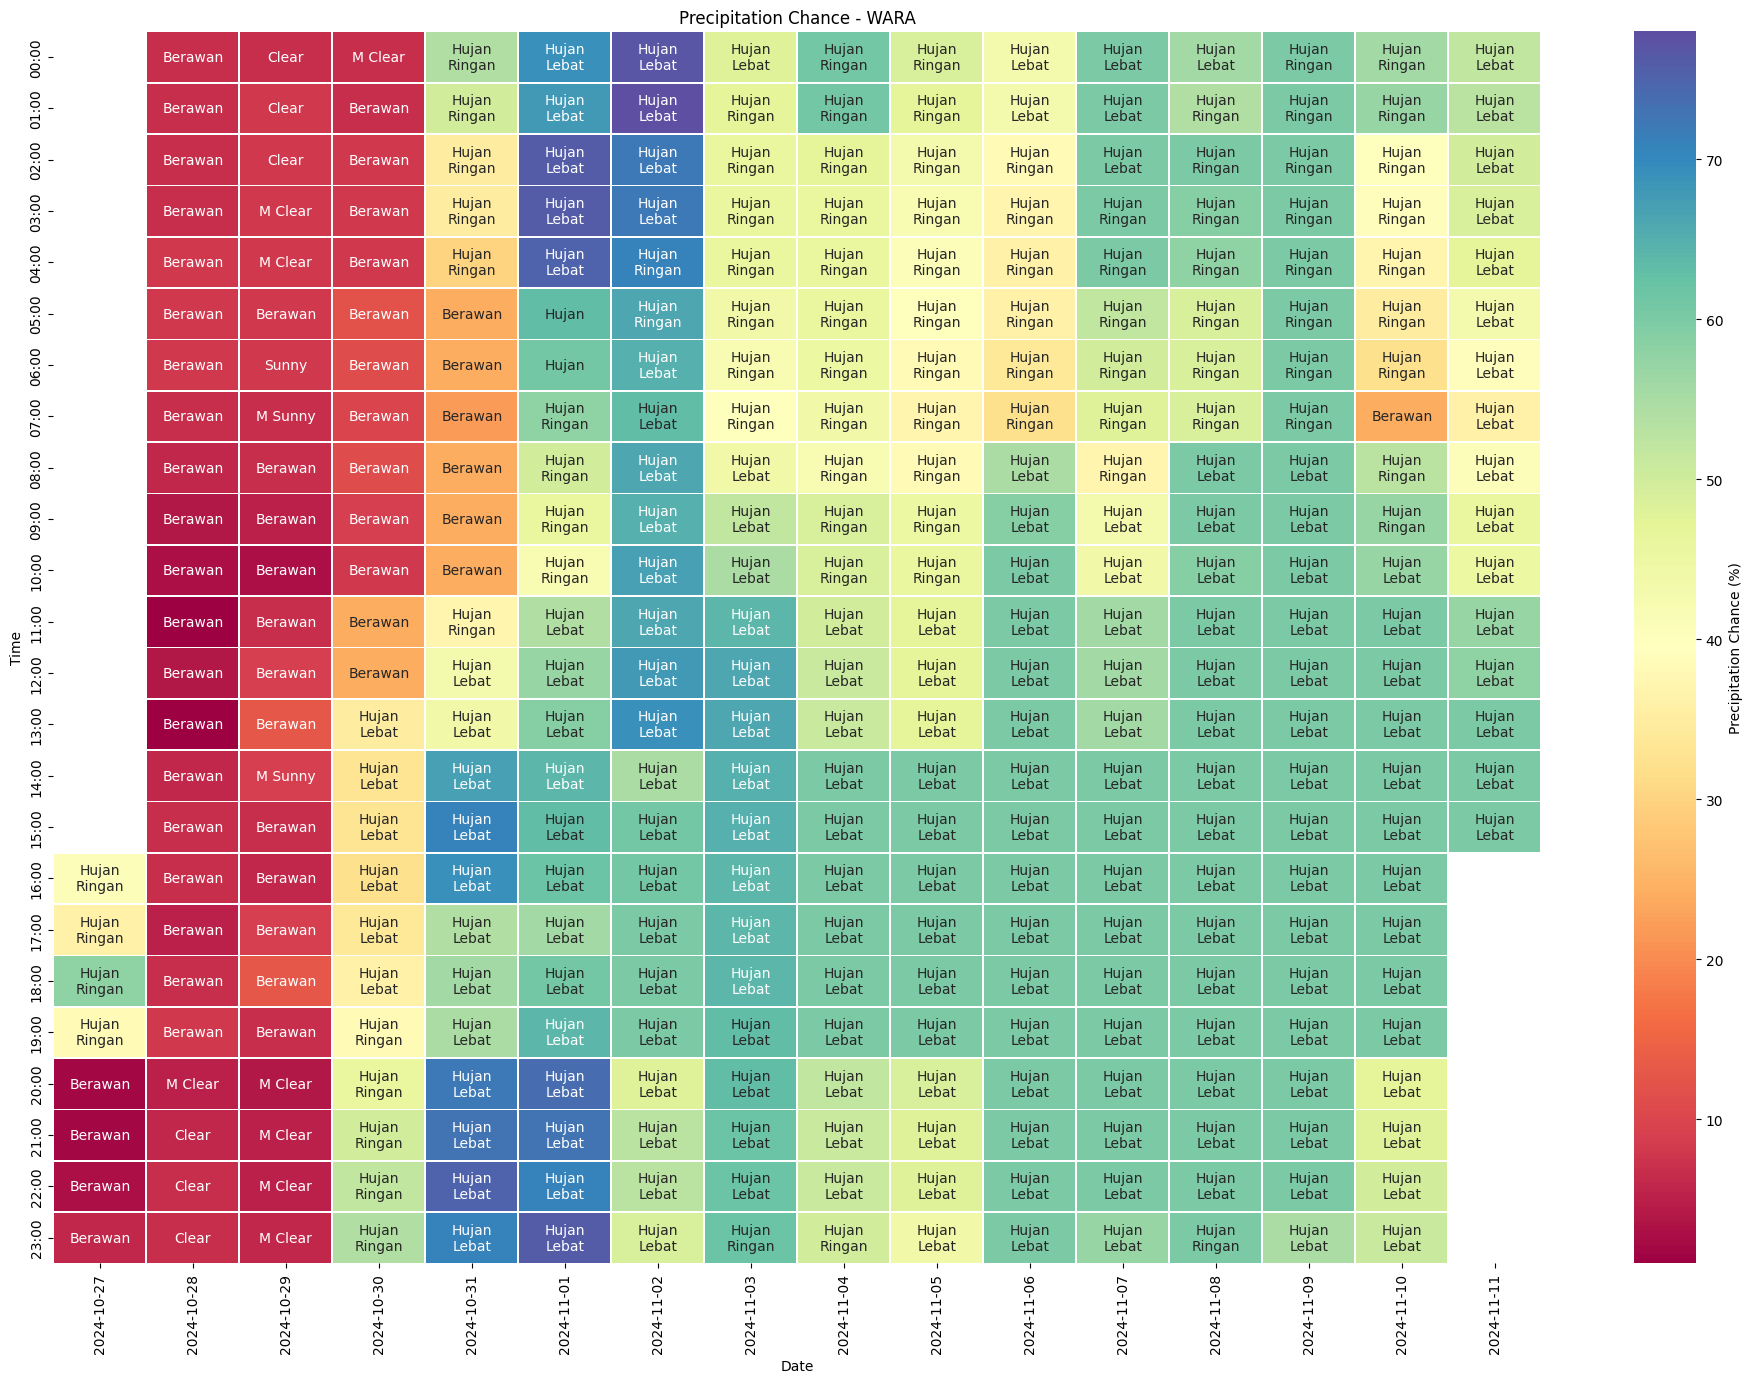 Precipitation Chance - WARA
00:00 Berawan Clear M Clear Hujan Ringan Hujan Lebat Hujan Lebat Hujan Lebat Hujan Ringan Hujan Ringan Hujan Lebat Hujan Lebat Hujan Lebat Hujan Ringan Hujan Ringan Hujan Lebat
01:00 Berawan Clear Berawan Hujan Ringan Hujan Lebat Hujan Lebat Hujan Ringan Hujan Ringan Hujan Ringan Hujan Lebat Hujan Lebat Hujan Ringan Hujan Ringan Hujan Ringan Hujan Lebat
02:00 Berawan Clear Berawan Hujan Ringan Hujan Lebat Hujan Lebat Hujan Ringan Hujan Ringan Hujan Ringan Hujan Ringan Hujan Lebat Hujan Ringan Hujan Ringan Hujan Ringan Hujan Lebat
03:00 Berawan M Clear Berawan Hujan Ringan Hujan Lebat Hujan Lebat Hujan Ringan Hujan Ringan Hujan Ringan Hujan Ringan Hujan Ringan Hujan Ringan Hujan Ringan Hujan Ringan Hujan Lebat
04:00 Berawan M Clear Berawan Hujan Ringan Hujan Lebat Hujan Ringan Hujan Ringan Hujan Ringan Hujan Ringan Hujan Ringan Hujan Ringan Hujan Ringan Hujan Ringan Hujan Ringan Hujan Lebat
05:00 Berawan Berawan Berawan Berawan Hujan Hujan Ringan Hujan Ringan Hujan Ringan Hujan Ringan Hujan Ringan Hujan Ringan Hujan Ringan Hujan Ringan Hujan Ringan Hujan Lebat
06:00 Berawan Sunny Berawan Berawan Hujan Hujan Lebat Hujan Ringan Hujan Ringan Hujan Ringan Hujan Ringan Hujan Ringan Hujan Ringan Hujan Ringan Hujan Ringan Hujan Lebat
07:00 Berawan M Sunny Berawan Berawan Hujan Ringan Hujan Lebat Hujan Ringan Hujan Ringan Hujan Ringan Hujan Ringan Hujan Ringan Hujan Ringan Hujan Ringan Berawan Hujan Lebat
08:00 Berawan Berawan Berawan Berawan Hujan Ringan Hujan Lebat Hujan Lebat Hujan Ringan Hujan Ringan Hujan Lebat Hujan Ringan Hujan Lebat Hujan Lebat Hujan Ringan Hujan Lebat
09:00 Berawan Berawan Berawan Berawan Hujan Ringan Hujan Lebat Hujan Lebat Hujan Ringan Hujan Ringan Hujan Lebat Hujan Lebat Hujan Lebat Hujan Lebat Hujan Ringan Hujan Lebat
10:00 Berawan Berawan Berawan Berawan Hujan Ringan Hujan Lebat Hujan Lebat Hujan Ringan Hujan Ringan Hujan Lebat Hujan Lebat Hujan Lebat Hujan Lebat Hujan Lebat Hujan Lebat
11:00 Berawan Berawan Berawan Hujan Ringan Hujan Lebat Hujan Lebat Hujan Lebat Hujan Lebat Hujan Lebat Hujan Lebat Hujan Lebat Hujan Lebat Hujan Lebat Hujan Lebat Hujan Lebat
12:00 Berawan Berawan Berawan Hujan Lebat Hujan Lebat Hujan Lebat Hujan Lebat Hujan Lebat Hujan Lebat Hujan Lebat Hujan Lebat Hujan Lebat Hujan Lebat Hujan Lebat Hujan Lebat
13:00 Berawan Berawan Hujan Lebat Hujan Lebat Hujan Lebat Hujan Lebat Hujan Lebat Hujan Lebat Hujan Lebat Hujan Lebat Hujan Lebat Hujan Lebat Hujan Lebat Hujan Lebat Hujan Lebat
14:00 Berawan M Sunny Hujan Lebat Hujan Lebat Hujan Lebat Hujan Lebat Hujan Lebat Hujan Lebat Hujan Lebat Hujan Lebat Hujan Lebat Hujan Lebat Hujan Lebat Hujan Lebat Hujan Lebat
15:00 Berawan Berawan Hujan Lebat Hujan Lebat Hujan Lebat Hujan Lebat Hujan Lebat Hujan Lebat Hujan Lebat Hujan Lebat Hujan Lebat Hujan Lebat Hujan Lebat Hujan Lebat Hujan Lebat
16:00 Hujan Ringan Berawan Berawan Hujan Lebat Hujan Lebat Hujan Lebat Hujan Lebat Hujan Lebat Hujan Lebat Hujan Lebat Hujan Lebat Hujan Lebat Hujan Lebat Hujan Lebat Hujan Lebat
17:00 Hujan Ringan Berawan Berawan Hujan Lebat Hujan Lebat Hujan Lebat Hujan Lebat Hujan Lebat Hujan Lebat Hujan Lebat Hujan Lebat Hujan Lebat Hujan Lebat Hujan Lebat Hujan Lebat
18:00 Hujan Ringan Berawan Berawan Hujan Lebat Hujan Lebat Hujan Lebat Hujan Lebat Hujan Lebat Hujan Lebat Hujan Lebat Hujan Lebat Hujan Lebat Hujan Lebat Hujan Lebat Hujan Lebat
19:00 Hujan Ringan Berawan Berawan Hujan Ringan Hujan Lebat Hujan Lebat Hujan Lebat Hujan Lebat Hujan Lebat Hujan Lebat Hujan Lebat Hujan Lebat Hujan Lebat Hujan Lebat Hujan Lebat
20:00 Berawan M Clear M Clear Hujan Ringan Hujan Lebat Hujan Lebat Hujan Lebat Hujan Lebat Hujan Lebat Hujan Lebat Hujan Lebat Hujan Lebat Hujan Lebat Hujan Lebat Hujan Lebat
21:00 Berawan Clear M Clear Hujan Ringan Hujan Lebat Hujan Lebat Hujan Lebat Hujan Lebat Hujan Lebat Hujan Lebat Hujan Lebat Hujan Lebat Hujan Lebat Hujan Lebat Hujan Lebat
22:00 Berawan Clear M Clear Hujan Ringan Hujan Lebat Hujan Lebat Hujan Lebat Hujan Lebat Hujan Lebat Hujan Lebat Hujan Lebat Hujan Lebat Hujan Lebat Hujan Lebat Hujan Lebat
23:00 Berawan Clear M Clear Hujan Ringan Hujan Lebat Hujan Lebat Hujan Lebat Hujan Ringan Hujan Ringan Hujan Lebat Hujan Lebat Hujan Lebat Hujan Ringan Hujan Lebat Hujan Lebat
Time
2024-10-27 2024-10-28 2024-10-29 2024-10-30 2024-10-31 2024-11-01 2024-11-02 2024-11-03 2024-11-04 2024-11-05 2024-11-06 2024-11-07 2024-11-08 2024-11-09 2024-11-10 2024-11-11
Date
70
60
50
40
30
20
10
Precipitation Chance (%)